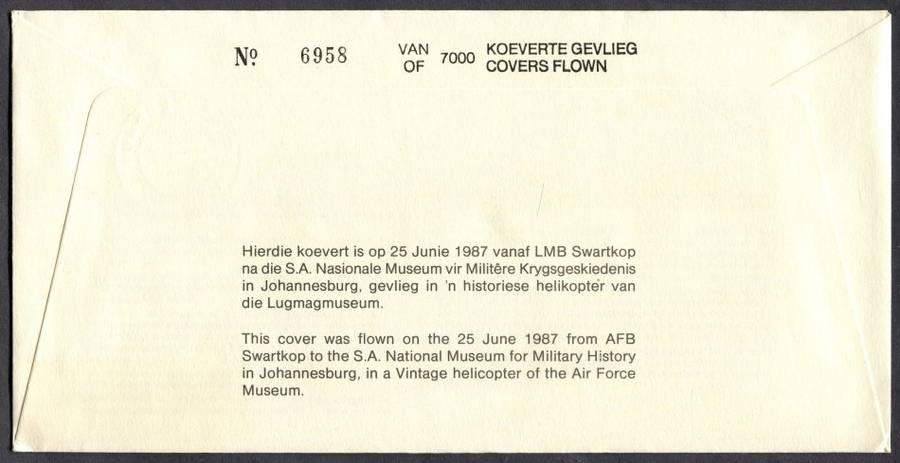 Nº 6958 VAN OF 7000 KOEVERTE GEVLIEG
COVERS FLOWN
Hierdie koevert is op 25 Junie 1987 vanaf LMB Swartkop
na die S.A. Nasionale Museum vir Militêre Krygsgeskiedenis
in Johannesburg, gevlieg in 'n historiese helikopter van
die Lugmagmuseum.
This cover was flown on the 25 June 1987 from AFB
Swartkop to the S.A. National Museum for Military History
in Johannesburg, in a Vintage helicopter of the Air Force
Museum.